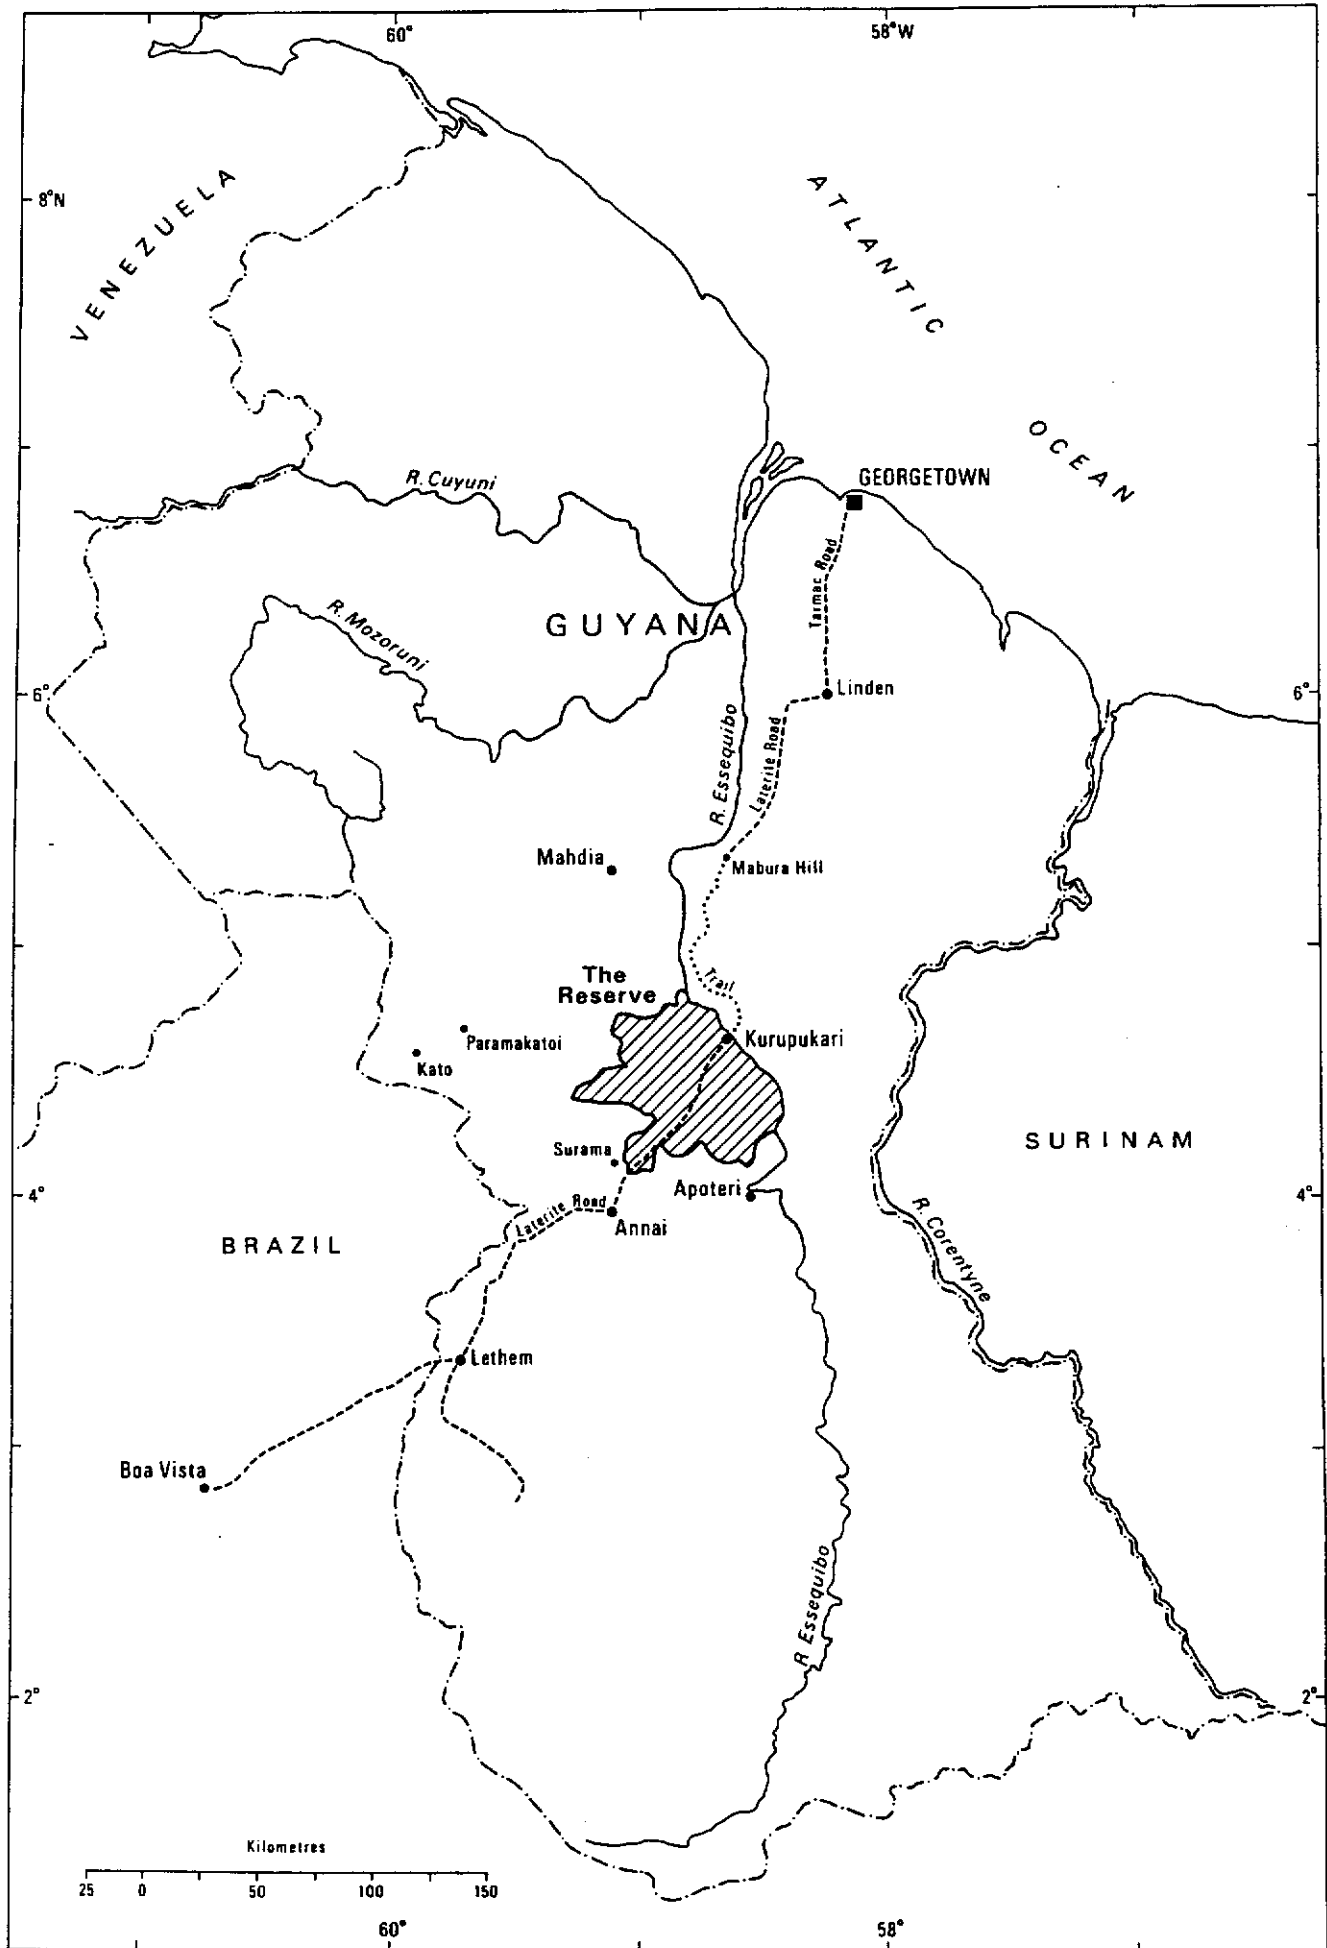 60°
58°W
8°N
VENEZUELA
ATLANTIC
OCEAN
R. Cuyuni
GEORGETOWN
Tarmac Road
R. Mozoruni
GUYANA
6°
Linden
6°
R. Essequibo
Laterite Road
Mahdia
Mabura Hill
The
Reserve
Trail
Paramakatoi
Kurupukari
Kato
Surama
SURINAM
4°
Laterite Road
Apoteri
4°
Annai
R. Corentyne
BRAZIL
Lethem
Boa Vista
R Essequibo
2°
2°
Kilometres
25 0 50 100 150
60°
58°